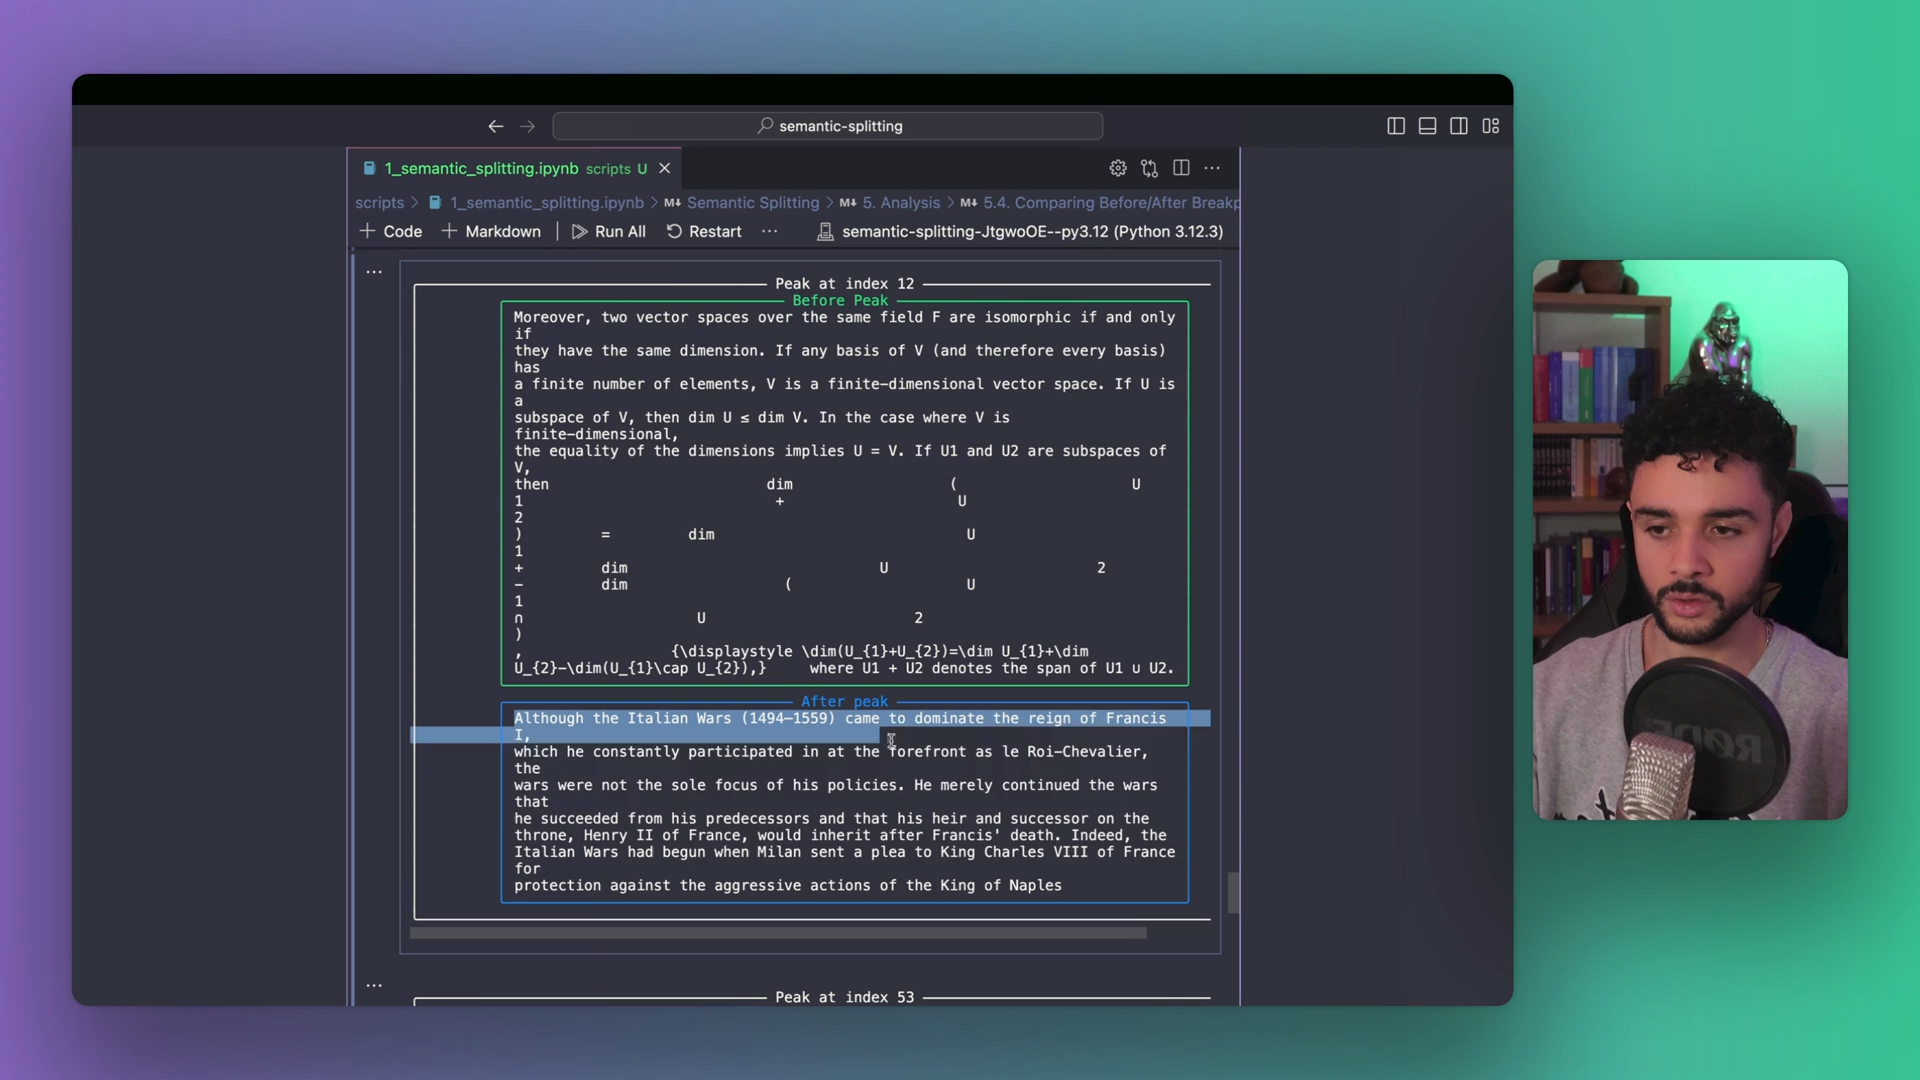 semantic-splitting
1_semantic_splitting.ipynb scripts U
scripts > 1_semantic_splitting.ipynb > M↓ Semantic Splitting > M↓ 5. Analysis > M↓ 5.4. Comparing Before/After Breakp
+ Code + Markdown | Run All Restart ... semantic-splitting-JtgwoOE--py3.12 (Python 3.12.3)
...
Peak at index 12
Before Peak
Moreover, two vector spaces over the same field F are isomorphic if and only
if
they have the same dimension. If any basis of V (and therefore every basis)
has
a finite number of elements, V is a finite-dimensional vector space. If U is
a
subspace of V, then dim U ≤ dim V. In the case where V is
finite-dimensional,
the equality of the dimensions implies U = V. If U1 and U2 are subspaces of
V,
then dim ( U
1 + U
2
) = dim U
1
+ dim U 2
− dim ( U
1
∩ U 2
)
, {\displaystyle \dim(U_{1}+U_{2})=\dim U_{1}+\dim
U_{2}-\dim(U_{1}\cap U_{2}),} where U1 + U2 denotes the span of U1 ∪ U2.
After peak
Although the Italian Wars (1494–1559) came to dominate the reign of Francis
I,
which he constantly participated in at the forefront as le Roi-Chevalier,
the
wars were not the sole focus of his policies. He merely continued the wars
that
he succeeded from his predecessors and that his heir and successor on the
throne, Henry II of France, would inherit after Francis' death. Indeed, the
Italian Wars had begun when Milan sent a plea to King Charles VIII of France
for
protection against the aggressive actions of the King of Naples
...
Peak at index 53
RØDE